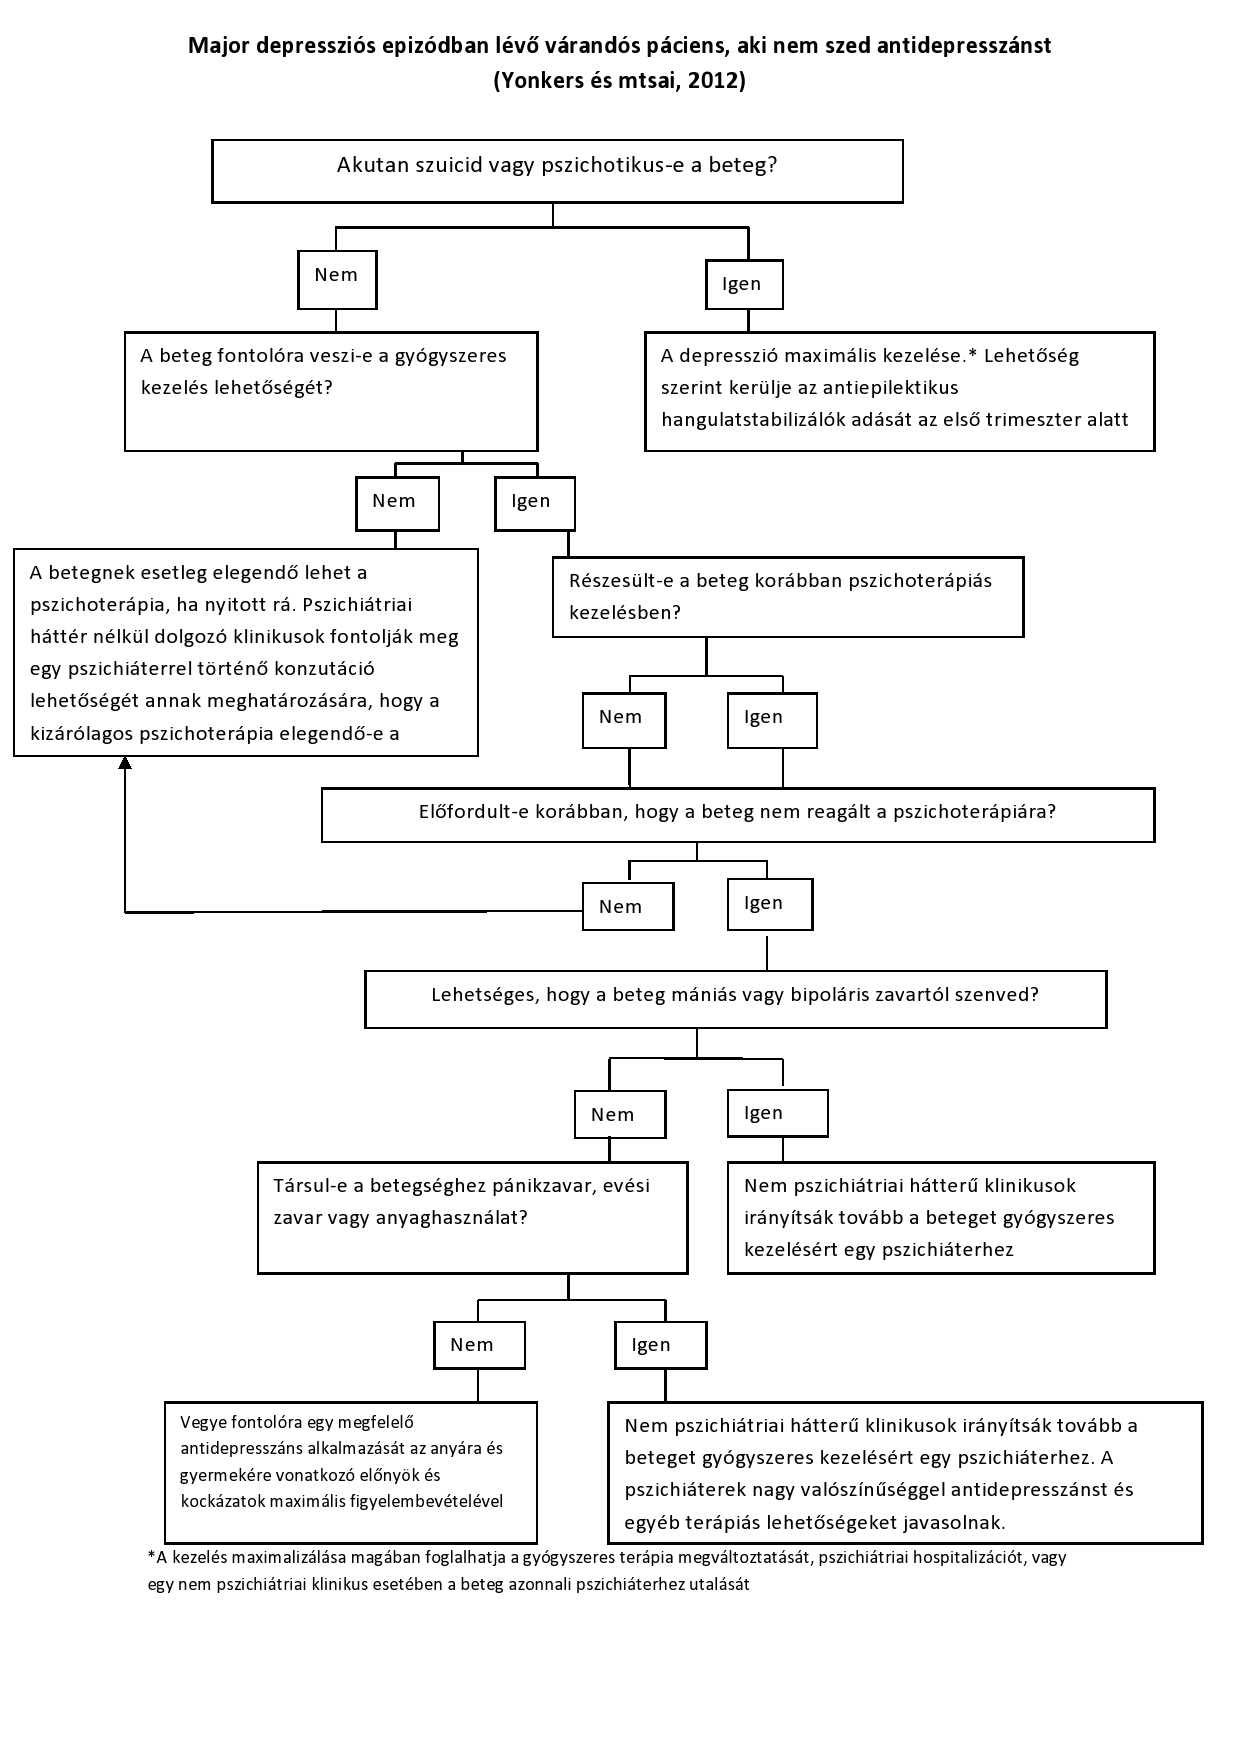 Major depressziós epizódban lévő várandós páciens, aki nem szed antidepresszánst
(Yonkers és mtsai, 2012)
Akutan szuicid vagy pszichotikus-e a beteg?
Nem
Igen
A beteg fontolóra veszi-e a gyógyszeres
kezelés lehetőségét?
A depresszió maximális kezelése.* Lehetőség
szerint kerülje az antiepilektikus
hangulatstabilizálók adását az első trimeszter alatt
Nem
Igen
A betegnek esetleg elegendő lehet a
pszichoterápia, ha nyitott rá. Pszichiátriai
háttér nélkül dolgozó klinikusok fontolják meg
egy pszichiáterrel történő konzutáció
lehetőségét annak meghatározására, hogy a
kizárólagos pszichoterápia elegendő-e a
Részesült-e a beteg korábban pszichoterápiás
kezelésben?
Nem
Igen
Előfordult-e korábban, hogy a beteg nem reagált a pszichoterápiára?
Nem
Igen
Lehetséges, hogy a beteg mániás vagy bipoláris zavartól szenved?
Nem
Igen
Társul-e a betegséghez pánikzavar, evési
zavar vagy anyaghasználat?
Nem pszichiátriai hátterű klinikusok
irányítsák tovább a beteget gyógyszeres
kezelésért egy pszichiáterhez
Nem
Igen
Vegye fontolóra egy megfelelő
antidepresszáns alkalmazását az anyára és
gyermekére vonatkozó előnyök és
kockázatok maximális figyelembevételével
Nem pszichiátriai hátterű klinikusok irányítsák tovább a
beteget gyógyszeres kezelésért egy pszichiáterhez. A
pszichiáterek nagy valószínűséggel antidepresszánst és
egyéb terápiás lehetőségeket javasolnak.
*A kezelés maximalizálása magában foglalhatja a gyógyszeres terápia megváltoztatását, pszichiátriai hospitalizációt, vagy
egy nem pszichiátriai klinikus esetében a beteg azonnali pszichiáterhez utalását